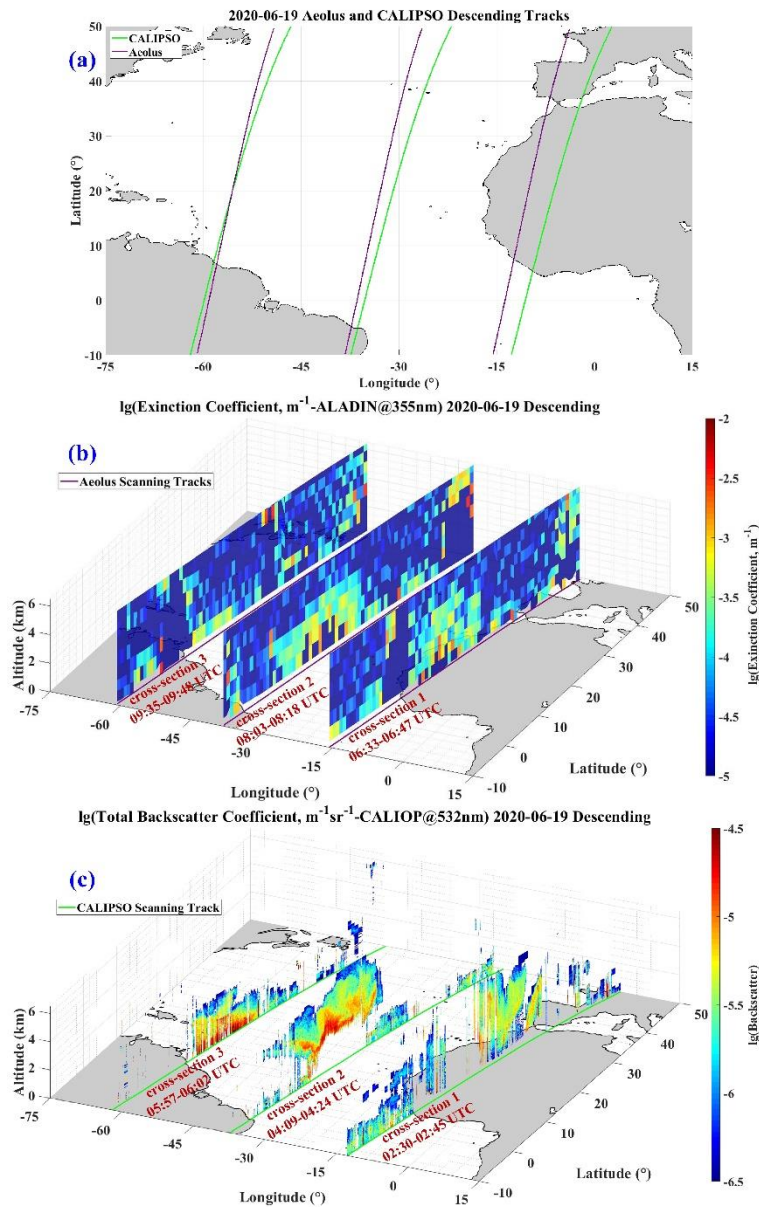 2020-06-19 Aeolus and CALIPSO Descending Tracks
CALIPSO
Aeolus
(a)
50
40
30
20
10
0
-10
Latitude (°)
-75 -60 -45 -30 -15 0 15
Longitude (°)
lg(Exinction Coefficient, m-1-ALADIN@355nm) 2020-06-19 Descending
(b)
Aeolus Scanning Tracks
-2
-2.5
-3
-3.5
-4
-4.5
-5
lg(Extinction Coefficient, m-1)
6
4
2
0
Altitude (km)
cross-section 3
09:35-09:48 UTC
cross-section 2
08:03-08:18 UTC
cross-section 1
06:33-06:47 UTC
-75 -60 -45 -30 -15 0 15
Longitude (°)
-10 0 10 20 30 40 50
Latitude (°)
lg(Total Backscatter Coefficient, m-1sr-1-CALIOP@532nm) 2020-06-19 Descending
(c)
CALIPSO Scanning Track
-4.5
-5
-5.5
-6
-6.5
lg(Backscatter)
6
4
2
0
Altitude (km)
cross-section 3
05:57-06:02 UTC
cross-section 2
04:09-04:24 UTC
cross-section 1
02:30-02:45 UTC
-75 -60 -45 -30 -15 0 15
Longitude (°)
-10 0 10 20 30 40 50
Latitude (°)